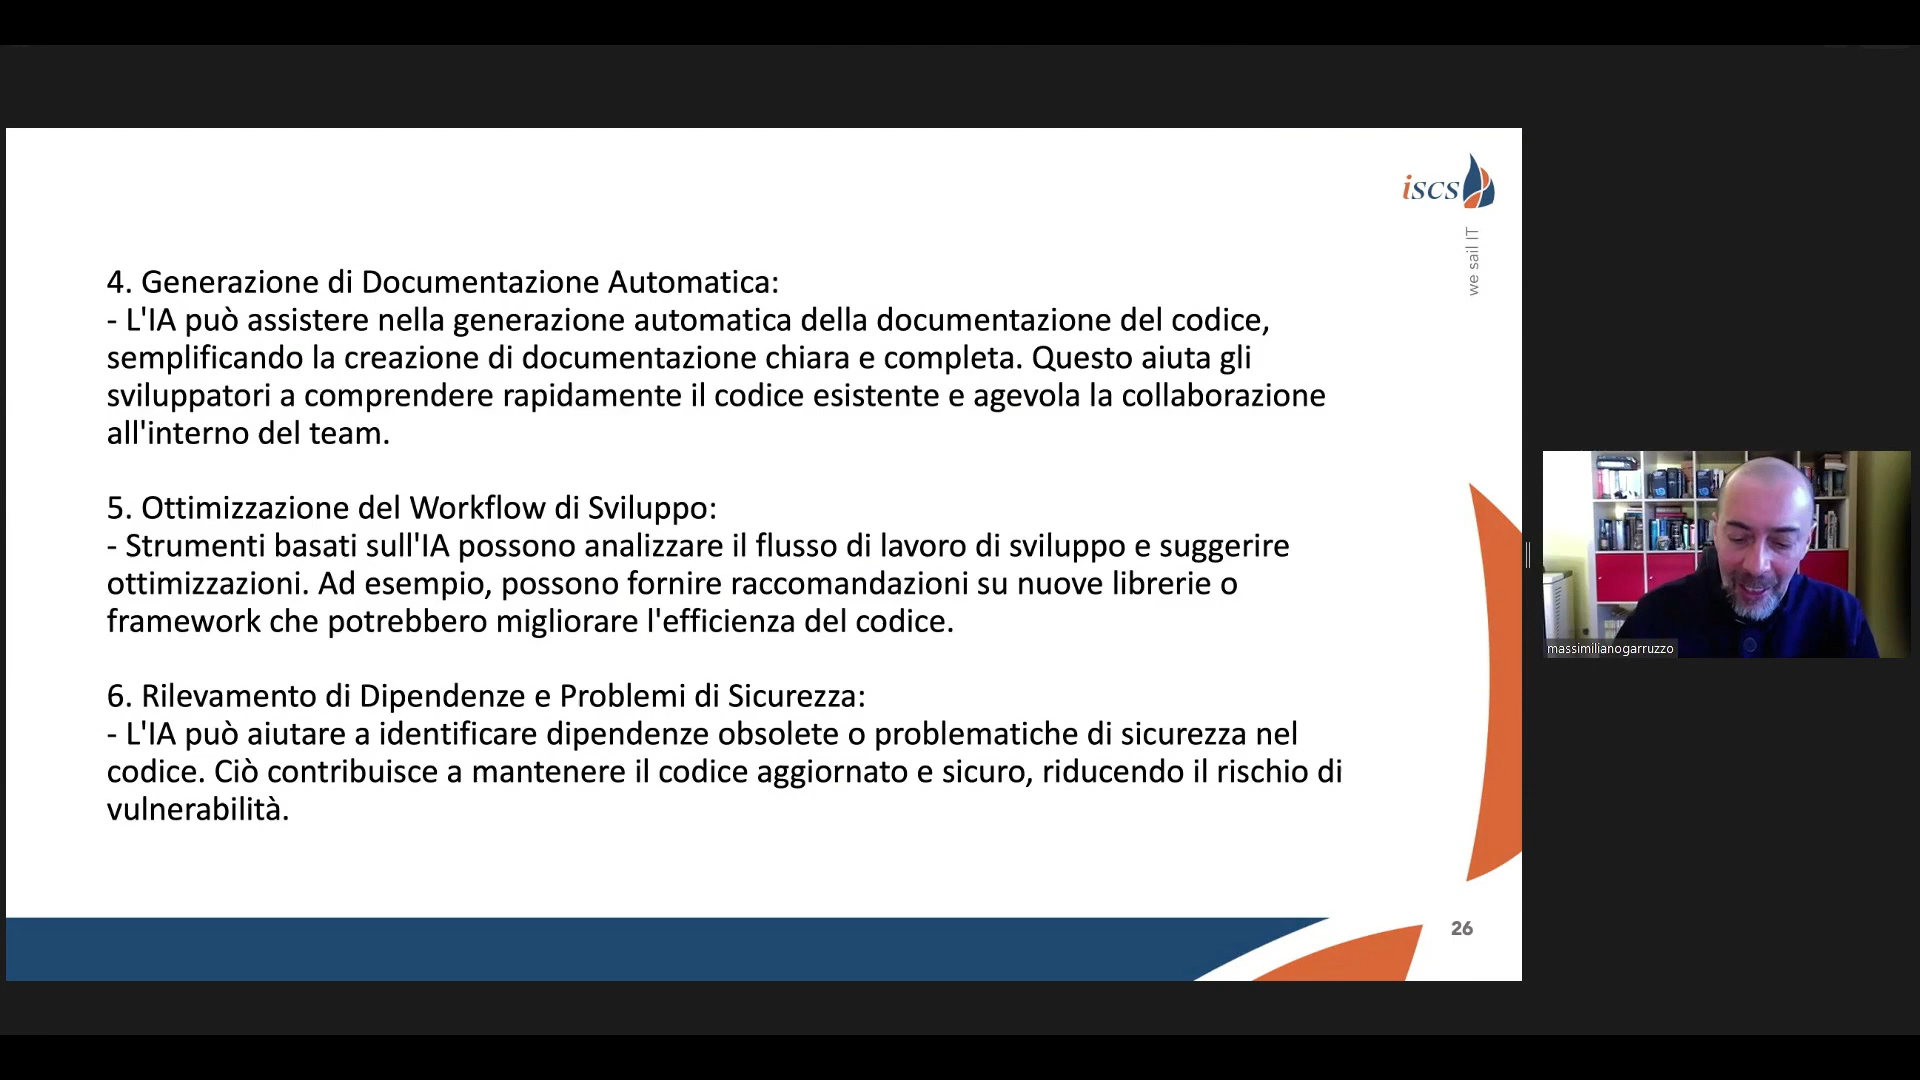 iscs
we sail IT
4. Generazione di Documentazione Automatica:
- L'IA può assistere nella generazione automatica della documentazione del codice,
semplificando la creazione di documentazione chiara e completa. Questo aiuta gli
sviluppatori a comprendere rapidamente il codice esistente e agevola la collaborazione
all'interno del team.
5. Ottimizzazione del Workflow di Sviluppo:
- Strumenti basati sull'IA possono analizzare il flusso di lavoro di sviluppo e suggerire
ottimizzazioni. Ad esempio, possono fornire raccomandazioni su nuove librerie o
framework che potrebbero migliorare l'efficienza del codice.
6. Rilevamento di Dipendenze e Problemi di Sicurezza:
- L'IA può aiutare a identificare dipendenze obsolete o problematiche di sicurezza nel
codice. Ciò contribuisce a mantenere il codice aggiornato e sicuro, riducendo il rischio di
vulnerabilità.
26
massimilianogarruzzo